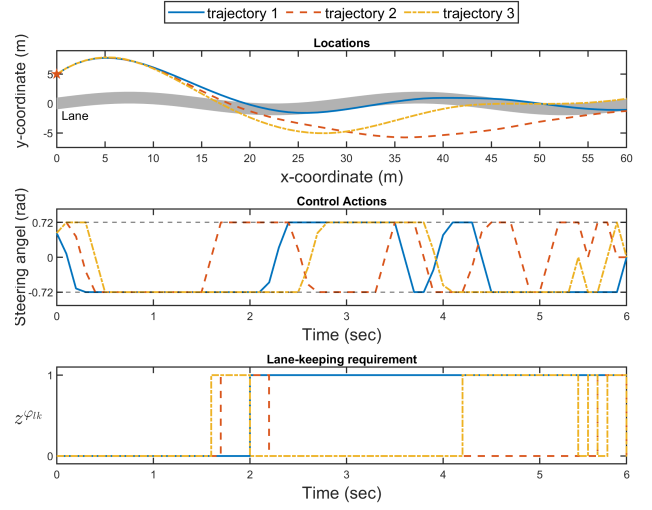 trajectory 1 trajectory 2 trajectory 3
Locations
y-coordinate (m)
5
0
-5
Lane
0 5 10 15 20 25 30 35 40 45 50 55 60
x-coordinate (m)
Control Actions
Steering angel (rad)
0.72
0
-0.72
0 1 2 3 4 5 6
Time (sec)
Lane-keeping requirement
z^{φ_{lk}}
1
0
0 1 2 3 4 5 6
Time (sec)